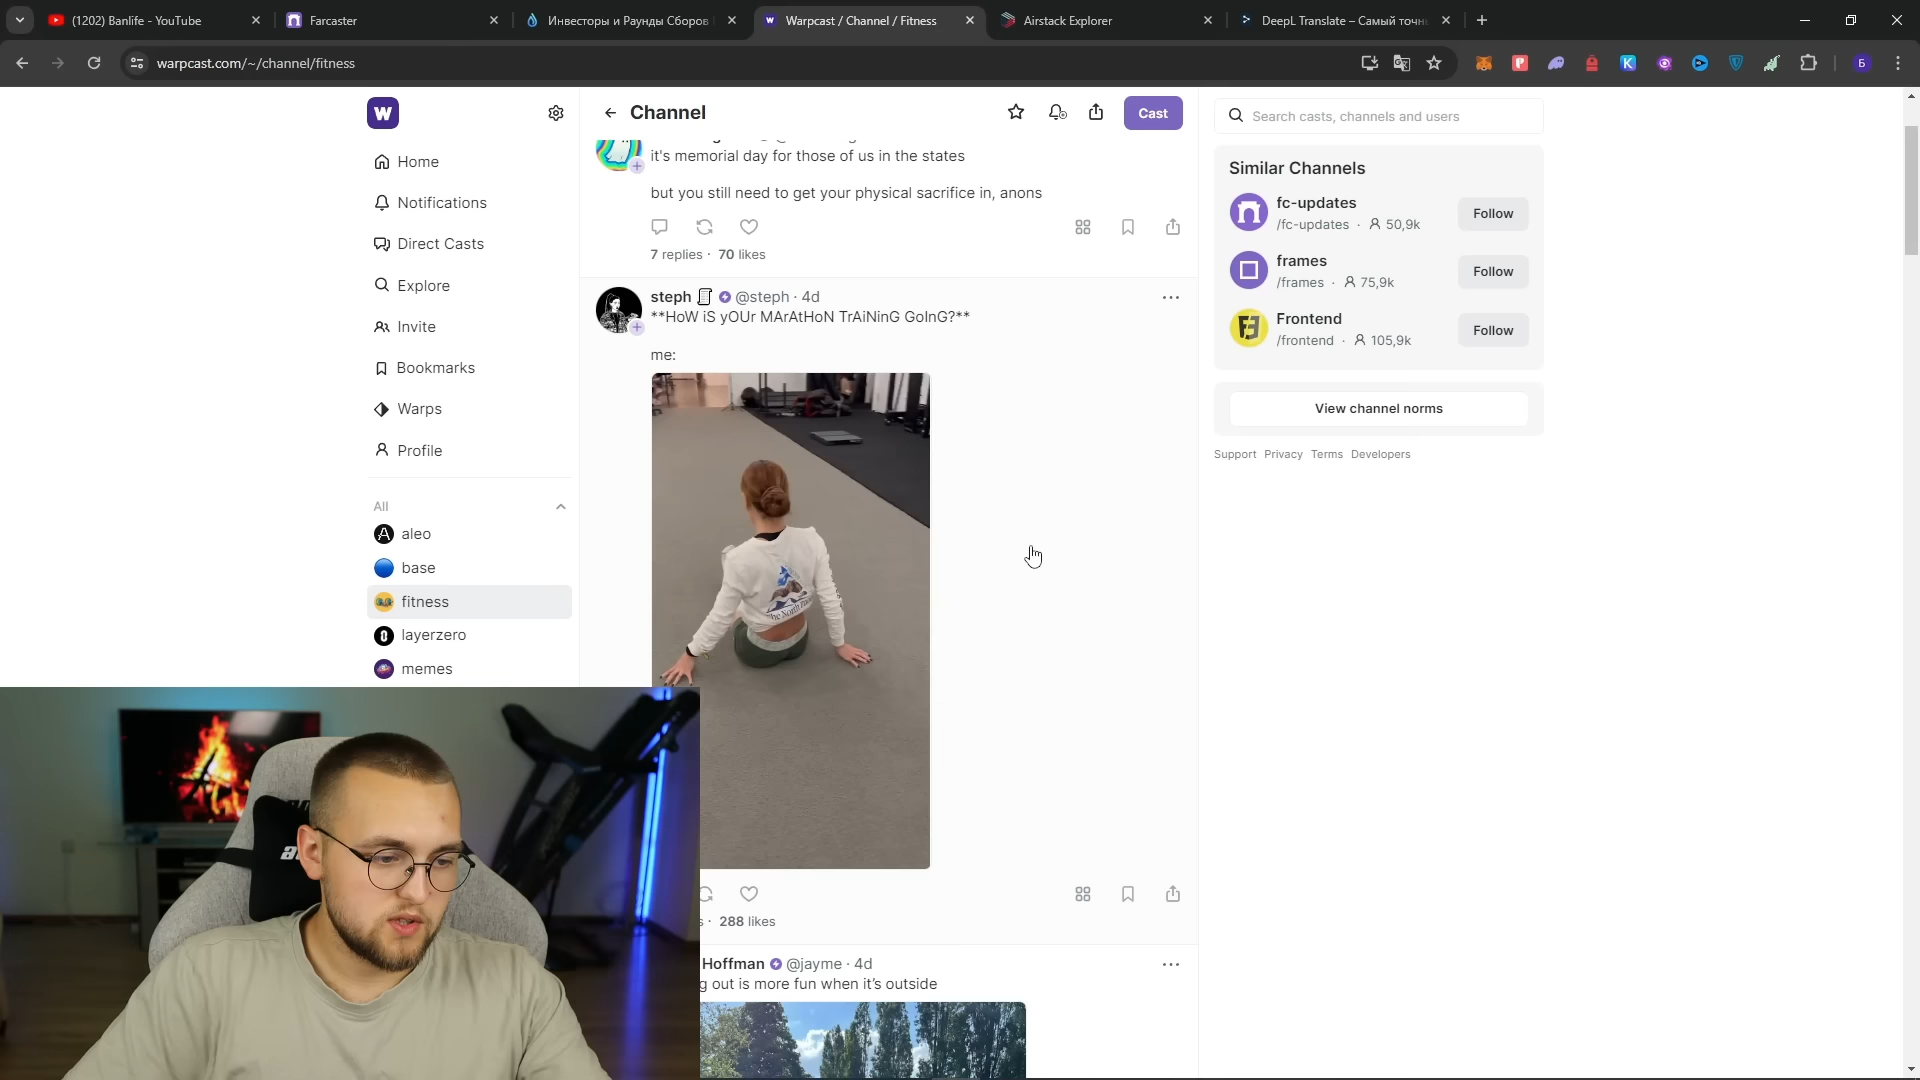 (1202) Banlife - YouTube
Farcaster
Инвесторы и Раунды Сборов
Warpcast / Channel / Fitness
Airstack Explorer
DeepL Translate – Самый точн
warpcast.com/~/channel/fitness
W
Home
Notifications
Direct Casts
Explore
Invite
Bookmarks
Warps
Profile
All
aleo
base
fitness
layerzero
memes
Channel
Cast
it's memorial day for those of us in the states
but you still need to get your physical sacrifice in, anons
7 replies · 70 likes
steph @steph · 4d
**HoW iS yOUr MArAtHoN TrAiNinG GoInG?**
me:
288 likes
Hoffman @jayme · 4d
out is more fun when it's outside
Search casts, channels and users
Similar Channels
fc-updates
/fc-updates · 50,9k
Follow
frames
/frames · 75,9k
Follow
Frontend
/frontend · 105,9k
Follow
View channel norms
Support Privacy Terms Developers